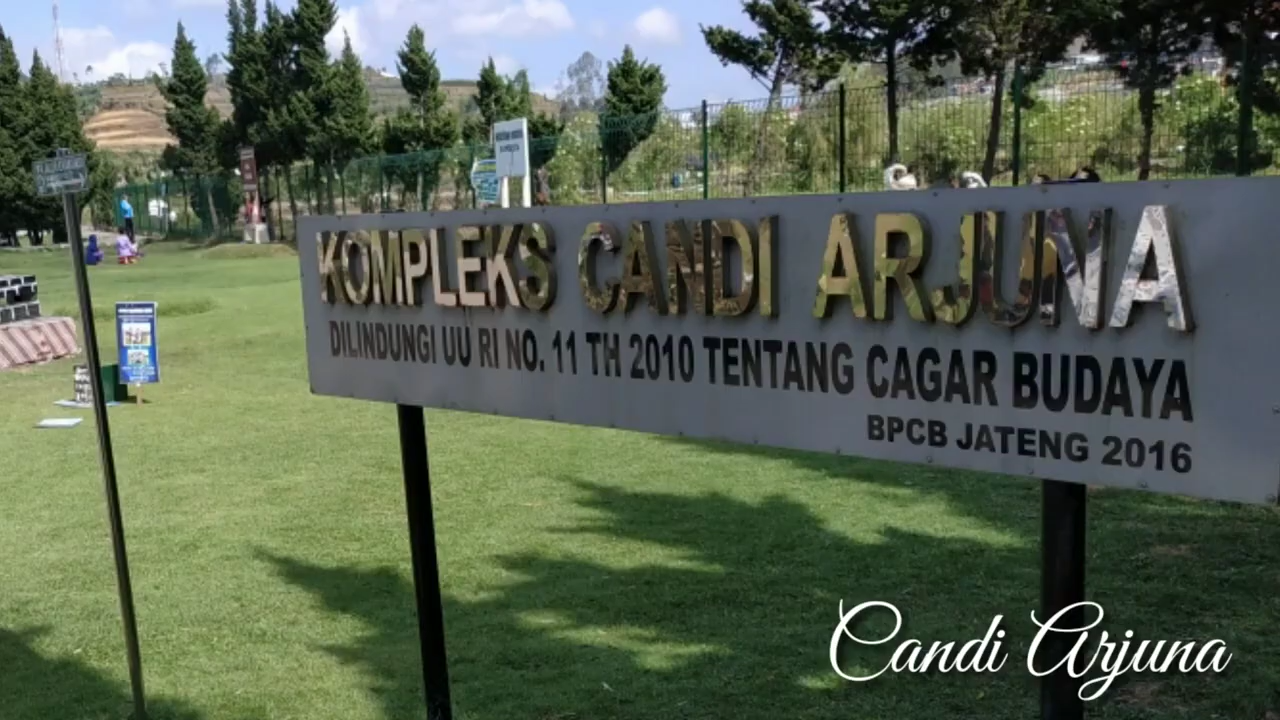 KOMPLEKS CANDI ARJUNA
DILINDUNGI UU RI NO. 11 TH 2010 TENTANG CAGAR BUDAYA
BPCB JATENG 2016
Candi Arjuna